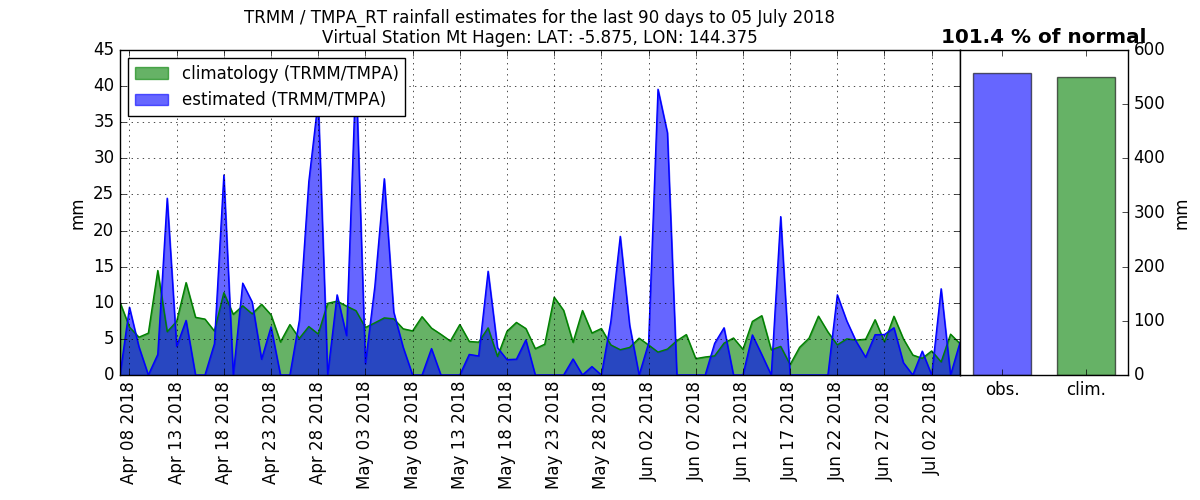 TRMM / TMPA_RT rainfall estimates for the last 90 days to 05 July 2018
Virtual Station Mt Hagen: LAT: -5.875, LON: 144.375
101.4 % of normal
climatology (TRMM/TMPA)
estimated (TRMM/TMPA)
mm
45
40
35
30
25
20
15
10
5
0
Apr 08 2018
Apr 13 2018
Apr 18 2018
Apr 23 2018
Apr 28 2018
May 03 2018
May 08 2018
May 13 2018
May 18 2018
May 23 2018
May 28 2018
Jun 02 2018
Jun 07 2018
Jun 12 2018
Jun 17 2018
Jun 22 2018
Jun 27 2018
Jul 02 2018
obs.
clim.
600
500
400
300
200
100
0
mm